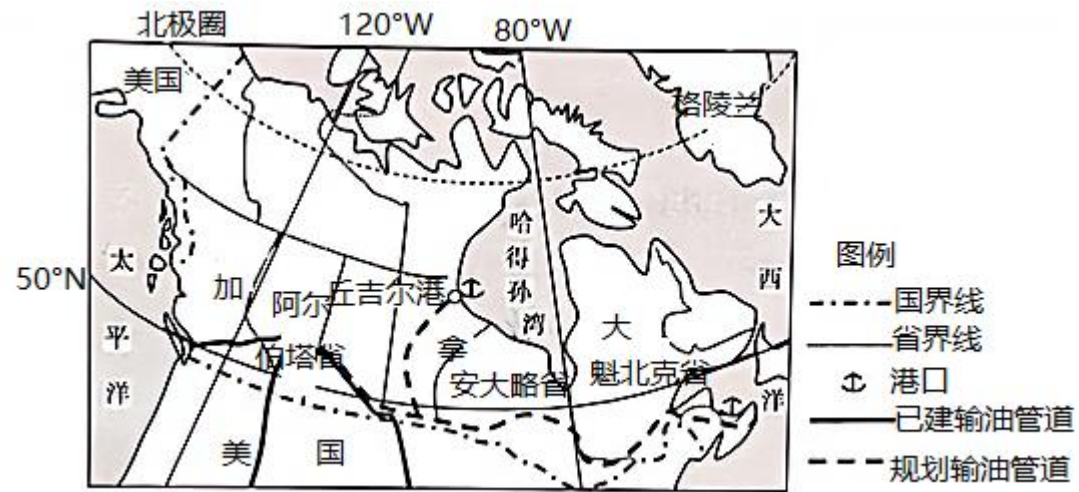 北极圈
120°W
80°W
美国
格陵兰
大西洋
哈得孙湾
太平洋
50°N
加
拿
大
阿尔伯塔省
丘吉尔港
安大略省
魁北克省
美国
图例
国界线
省界线
港口
已建输油管道
规划输油管道